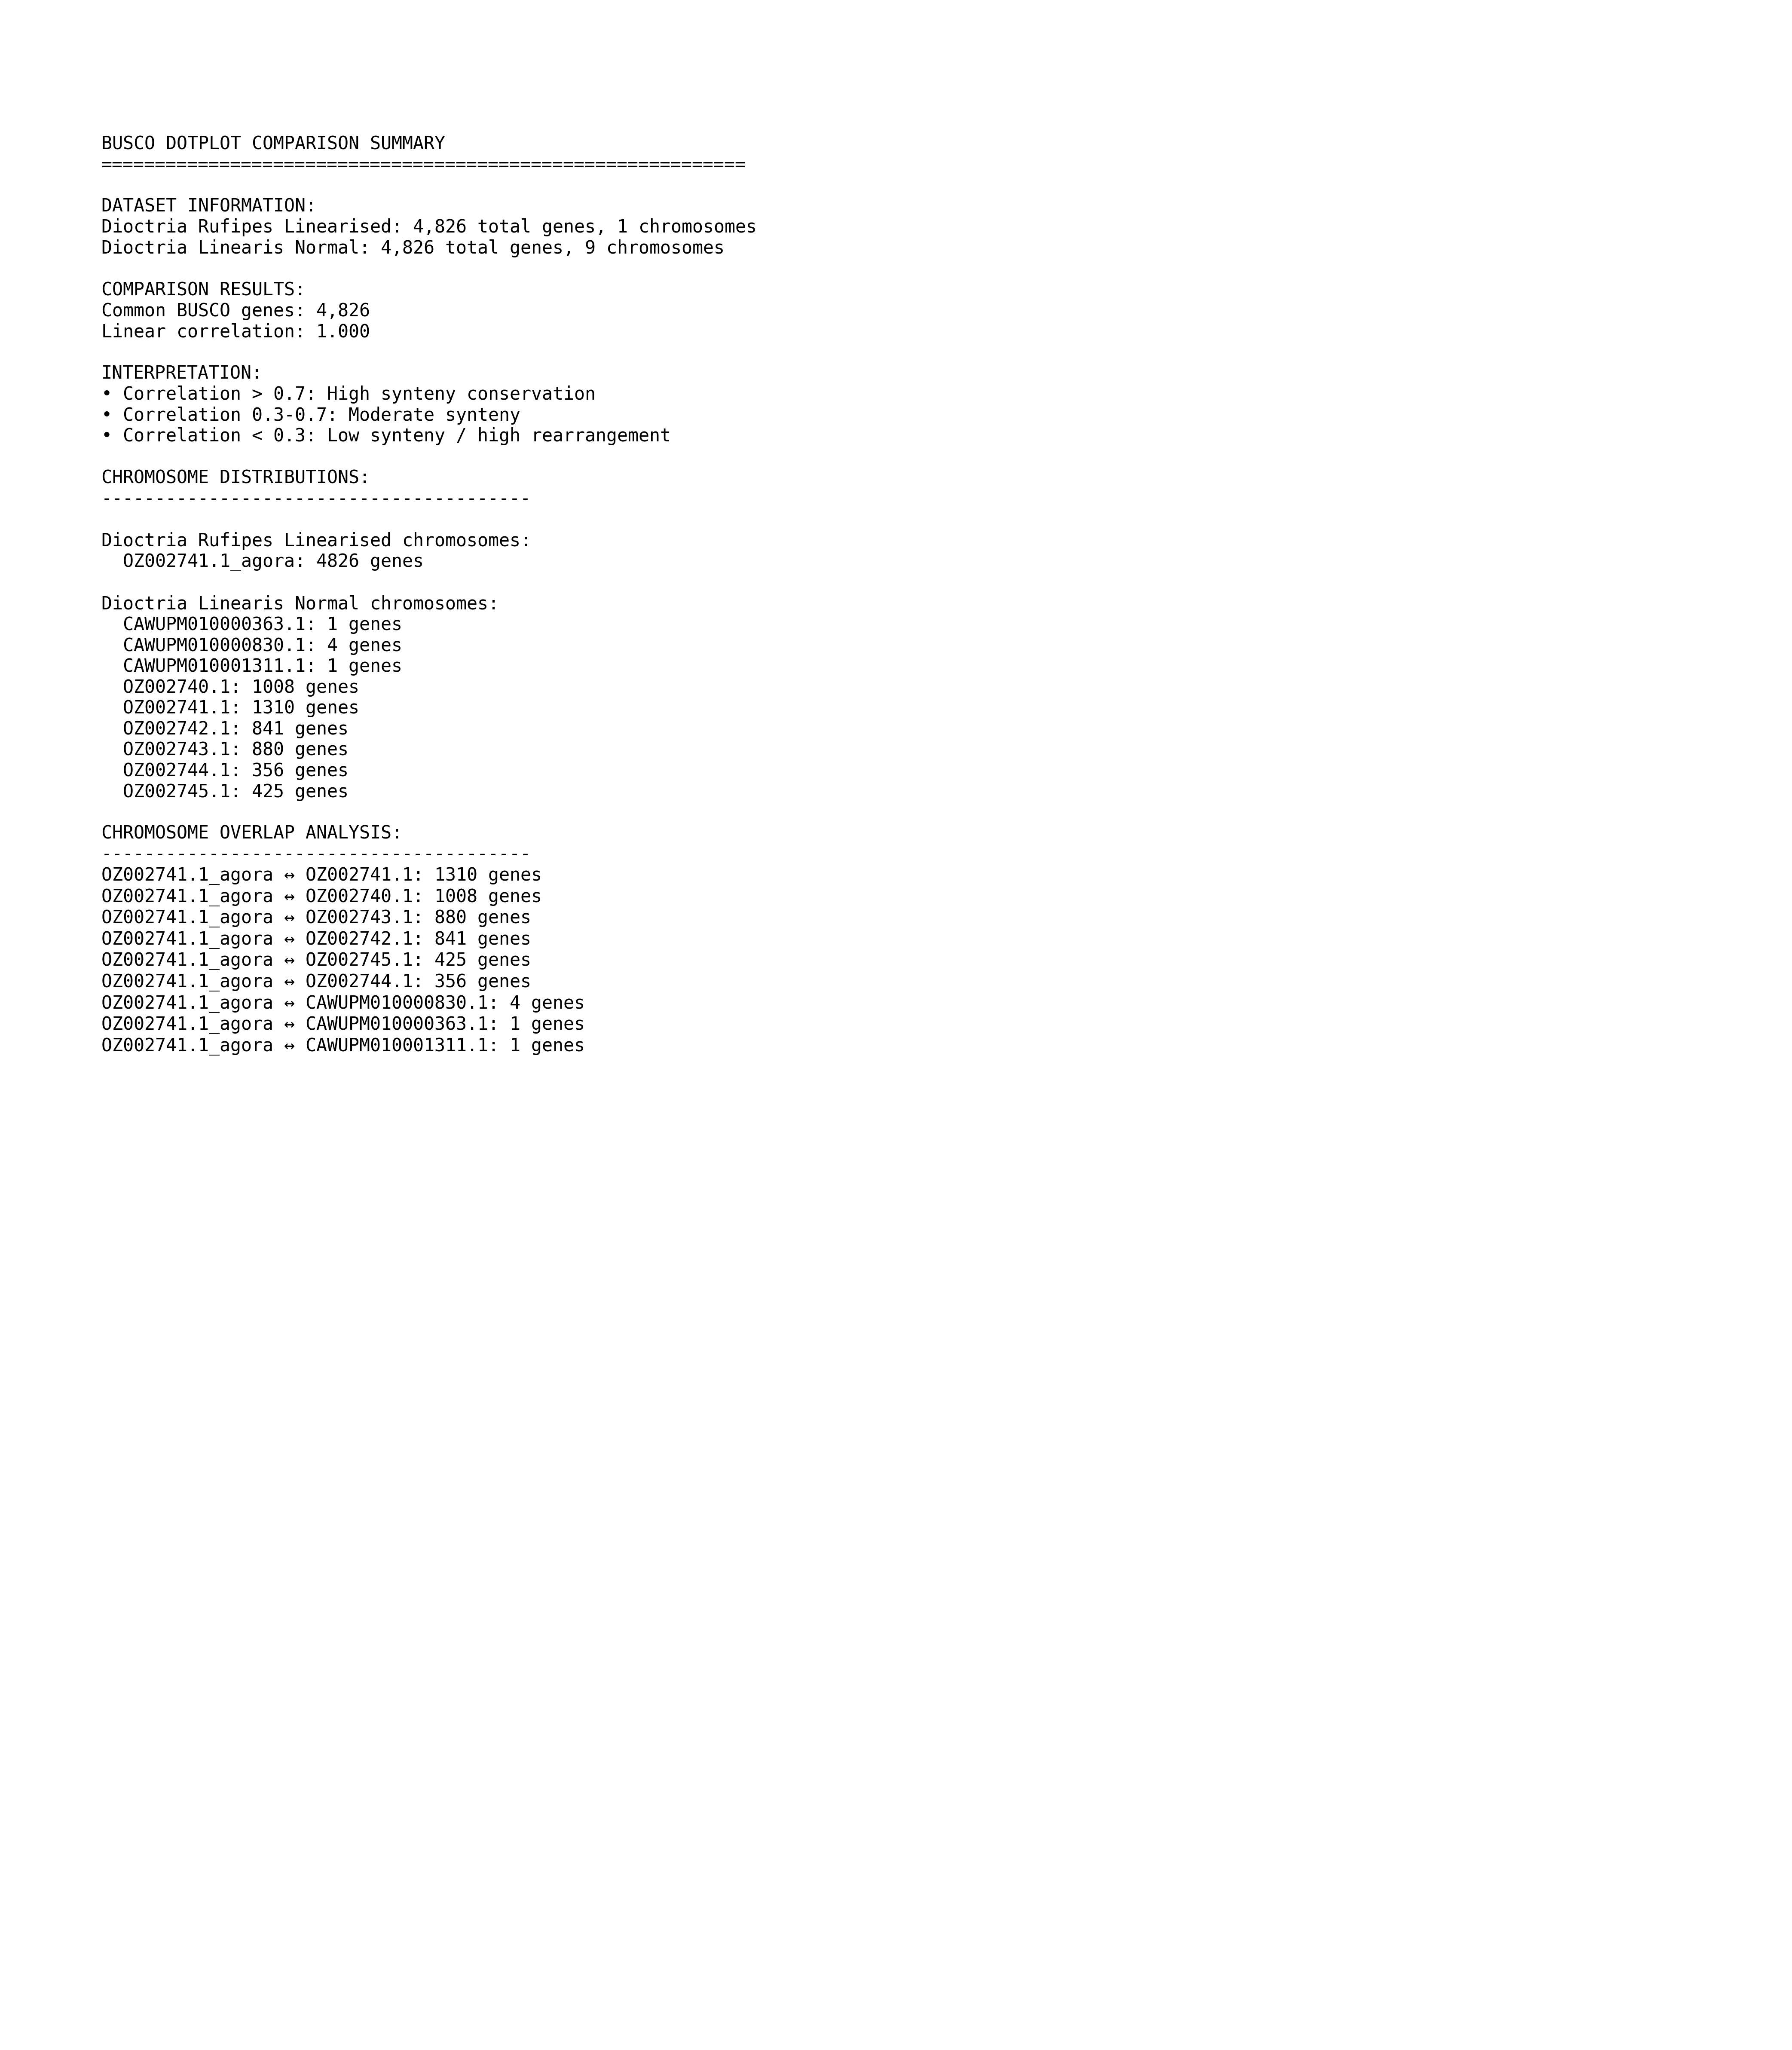 BUSCO DOTPLOT COMPARISON SUMMARY
============================================================
DATASET INFORMATION:
Dioctria Rufipes Linearised: 4,826 total genes, 1 chromosomes
Dioctria Linearis Normal: 4,826 total genes, 9 chromosomes
COMPARISON RESULTS:
Common BUSCO genes: 4,826
Linear correlation: 1.000
INTERPRETATION:
• Correlation > 0.7: High synteny conservation
• Correlation 0.3-0.7: Moderate synteny
• Correlation < 0.3: Low synteny / high rearrangement
CHROMOSOME DISTRIBUTIONS:
----------------------------------------
Dioctria Rufipes Linearised chromosomes:
  OZ002741.1_agora: 4826 genes
Dioctria Linearis Normal chromosomes:
  CAWUPM010000363.1: 1 genes
  CAWUPM010000830.1: 4 genes
  CAWUPM010001311.1: 1 genes
  OZ002740.1: 1008 genes
  OZ002741.1: 1310 genes
  OZ002742.1: 841 genes
  OZ002743.1: 880 genes
  OZ002744.1: 356 genes
  OZ002745.1: 425 genes
CHROMOSOME OVERLAP ANALYSIS:
----------------------------------------
OZ002741.1_agora ↔ OZ002741.1: 1310 genes
OZ002741.1_agora ↔ OZ002740.1: 1008 genes
OZ002741.1_agora ↔ OZ002743.1: 880 genes
OZ002741.1_agora ↔ OZ002742.1: 841 genes
OZ002741.1_agora ↔ OZ002745.1: 425 genes
OZ002741.1_agora ↔ OZ002744.1: 356 genes
OZ002741.1_agora ↔ CAWUPM010000830.1: 4 genes
OZ002741.1_agora ↔ CAWUPM010000363.1: 1 genes
OZ002741.1_agora ↔ CAWUPM010001311.1: 1 genes